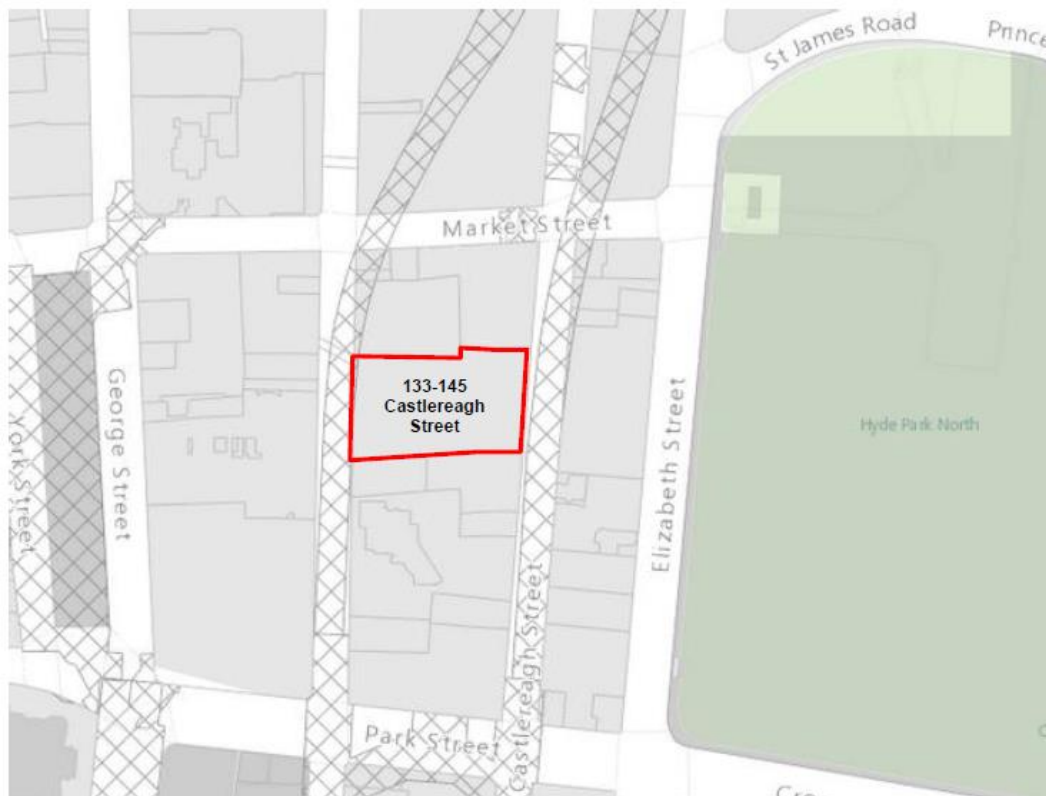 St James Road
Prince
Market Street
133-145
Castlereagh
Street
George Street
York Street
Elizabeth Street
Hyde Park North
Castlereagh Street
Park Street